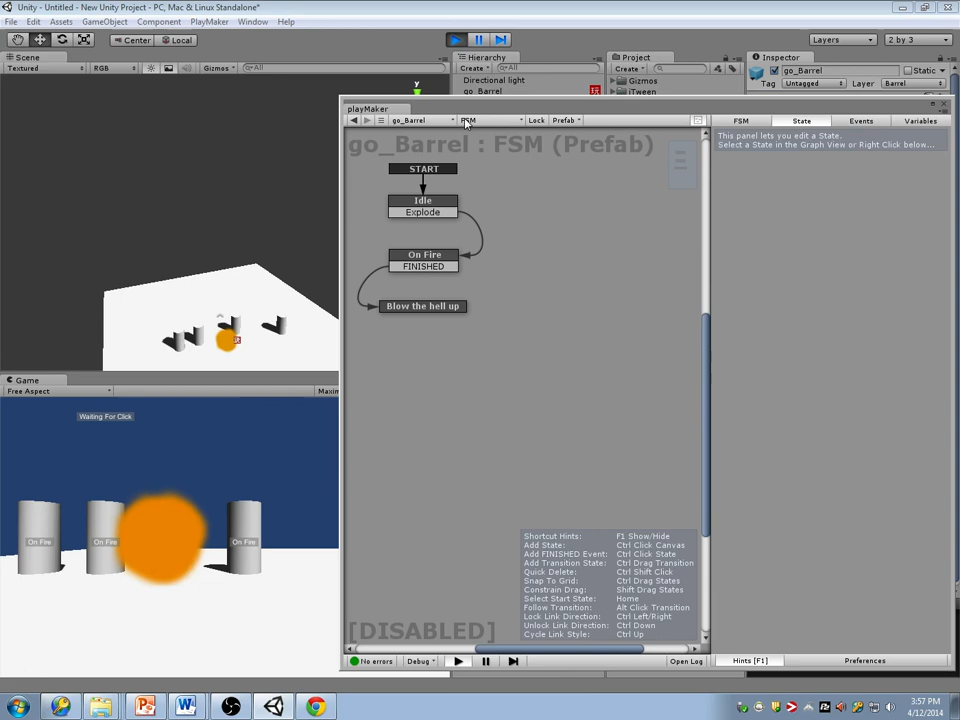 Unity - Untitled - New Unity Project - PC, Mac & Linux Standalone*
File Edit Assets GameObject Component PlayMaker Window Help
Center Local Layers 2 by 3
Scene Hierarchy Project Inspector
Textured RGB Gizmos All Create All Create go_Barrel Static
Directional light Gizmos Tag Untagged Layer Barrel
go_Barrel iTween
playMaker
go_Barrel FSM Lock Prefab FSM State Events Variables
This panel lets you edit a State.
Select a State in the Graph View or Right Click below...
go_Barrel : FSM (Prefab)
START
Idle
Explode
On Fire
FINISHED
Blow the hell up
Game
Free Aspect Maxin
Waiting For Click
On Fire On Fire On Fire
Shortcut Hints: F1 Show/Hide
Add State: Ctrl Click Canvas
Add FINISHED Event: Ctrl Click State
Add Transition State: Ctrl Drag Transition
Quick Delete: Ctrl Shift Click
Snap To Grid: Ctrl Drag States
Constrain Drag: Shift Drag States
Select Start State: Home
Follow Transition: Alt Click Transition
Lock Link Direction: Ctrl Left/Right
Unlock Link Direction: Ctrl Down
Cycle Link Style: Ctrl Up
[DISABLED]
No errors Debug Open Log Hints [F1] Preferences
3:57 PM
4/12/2014